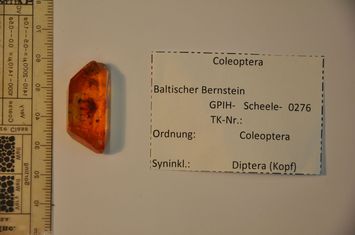 Coleoptera
Baltischer Bernstein
GPIH- Scheele- 0276
TK-Nr.:
Ordnung: Coleoptera
Syninkl.: Diptera (Kopf)